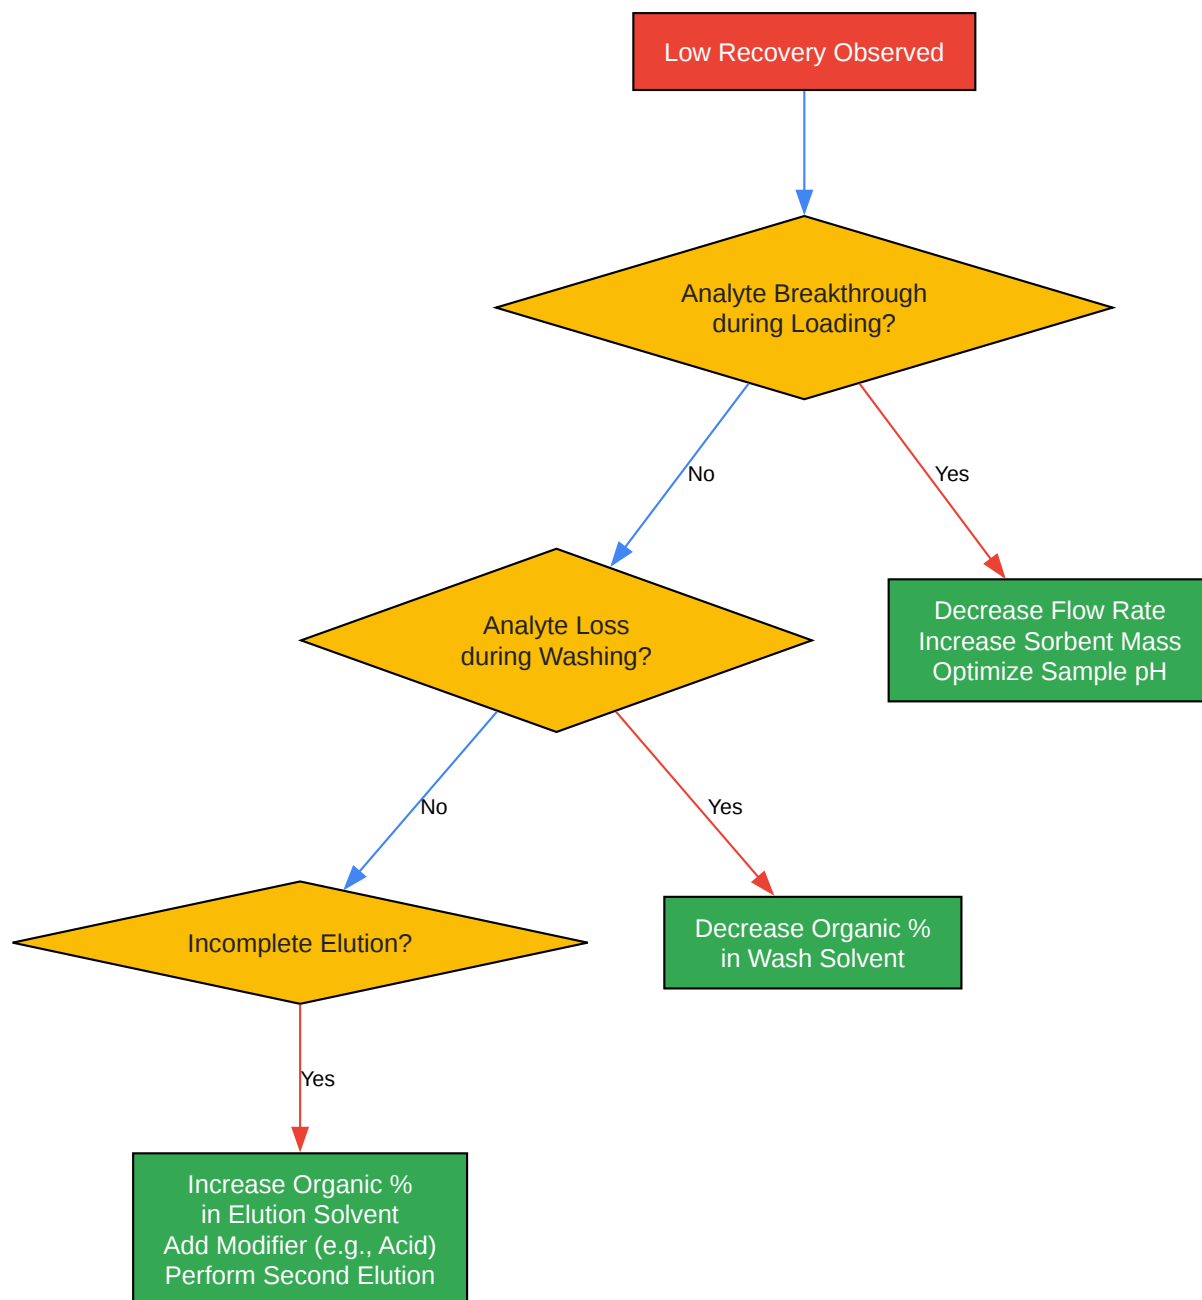 Low Recovery Observed
Analyte Breakthrough
during Loading?
No
Yes
Analyte Loss
during Washing?
Decrease Flow Rate
Increase Sorbent Mass
Optimize Sample pH
No
Yes
Incomplete Elution?
Decrease Organic %
in Wash Solvent
Yes
Increase Organic %
in Elution Solvent
Add Modifier (e.g., Acid)
Perform Second Elution